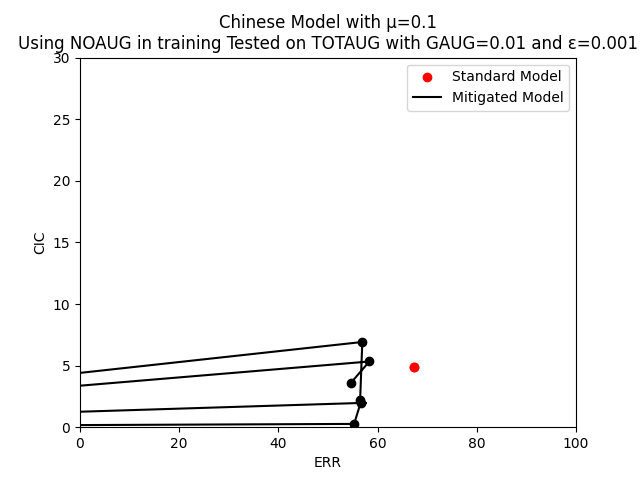 Chinese Model with μ=0.1
Using NOAUG in training Tested on TOTAUG with GAUG=0.01 and ε=0.001
Standard Model
Mitigated Model
30
25
20
15
10
5
0
CIC
0 20 40 60 80 100
ERR